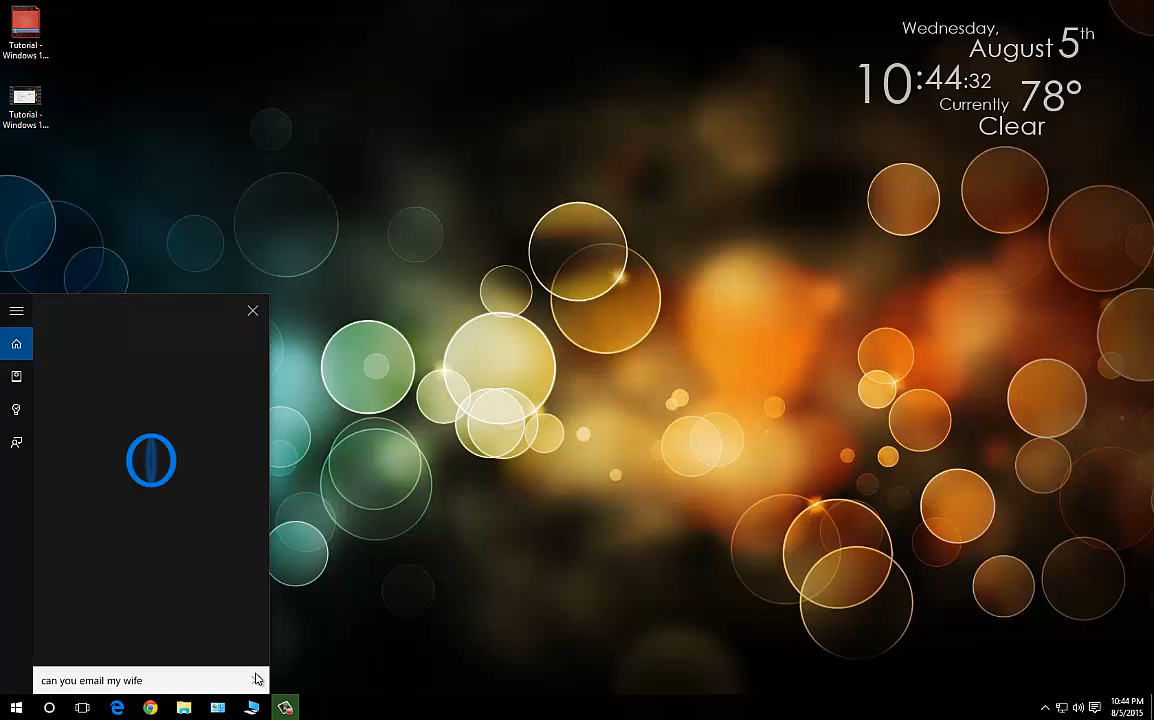 Tutorial -
Windows 1...
Tutorial -
Windows 1...
Wednesday,
August 5th
10:44:32
Currently 78°
Clear
can you email my wife
10:44 PM
8/5/2015